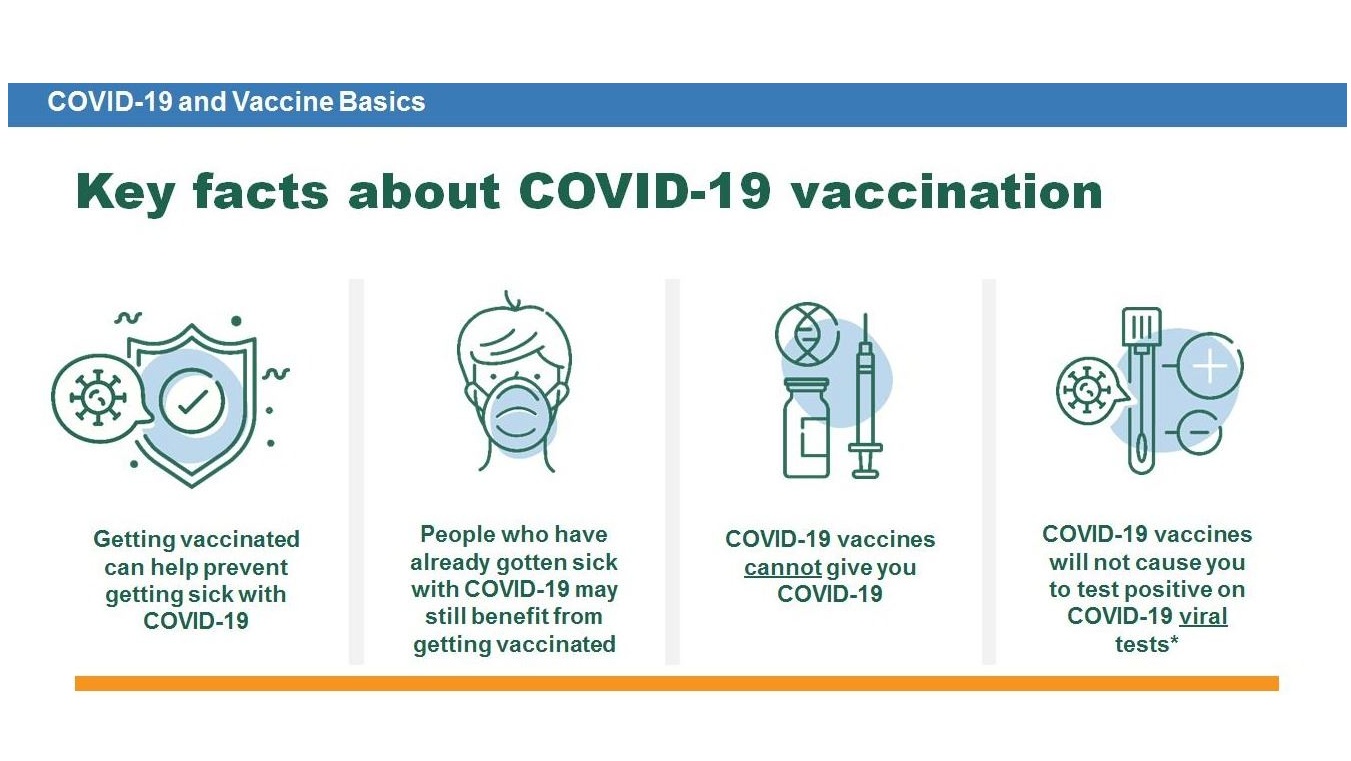 COVID-19 and Vaccine Basics
Key facts about COVID-19 vaccination
Getting vaccinated
can help prevent
getting sick with
COVID-19
People who have
already gotten sick
with COVID-19 may
still benefit from
getting vaccinated
COVID-19 vaccines
cannot give you
COVID-19
COVID-19 vaccines
will not cause you
to test positive on
COVID-19 viral
tests*